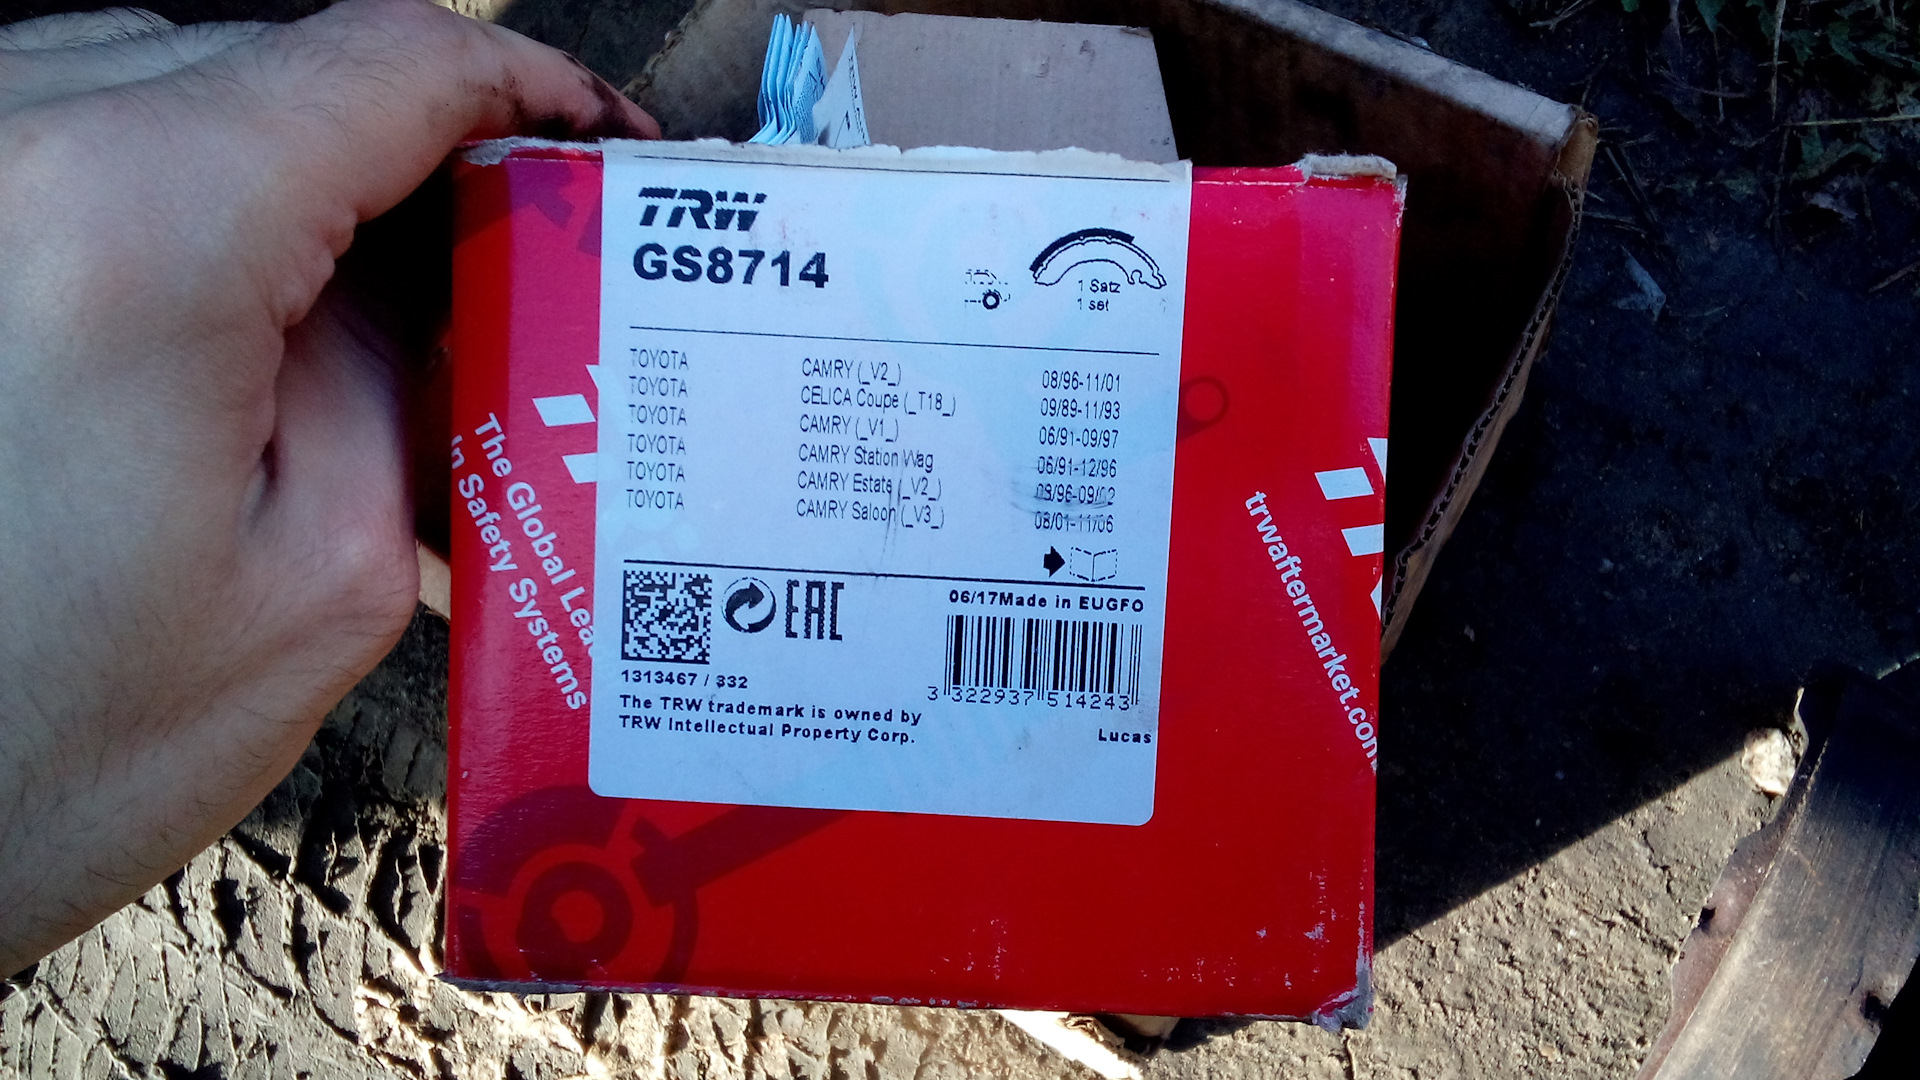 TRW
GS8714
1 Satz
1 set
TOYOTA CAMRY (_V2_) 08/96-11/01
TOYOTA CELICA Coupe (_T18_) 09/89-11/93
TOYOTA CAMRY (_V1_) 06/91-09/97
TOYOTA CAMRY Station Wag 06/91-12/96
TOYOTA CAMRY Estate (_V2_) 09/02
TOYOTA CAMRY Saloon (_V3_) 08/01-11/06
EAC
06/17Made in EUGFO
1313467 / 332
3 322937 514243
The TRW trademark is owned by
TRW Intellectual Property Corp.
Lucas
The Global Lea
In Safety Systems
trwaftermarket.com